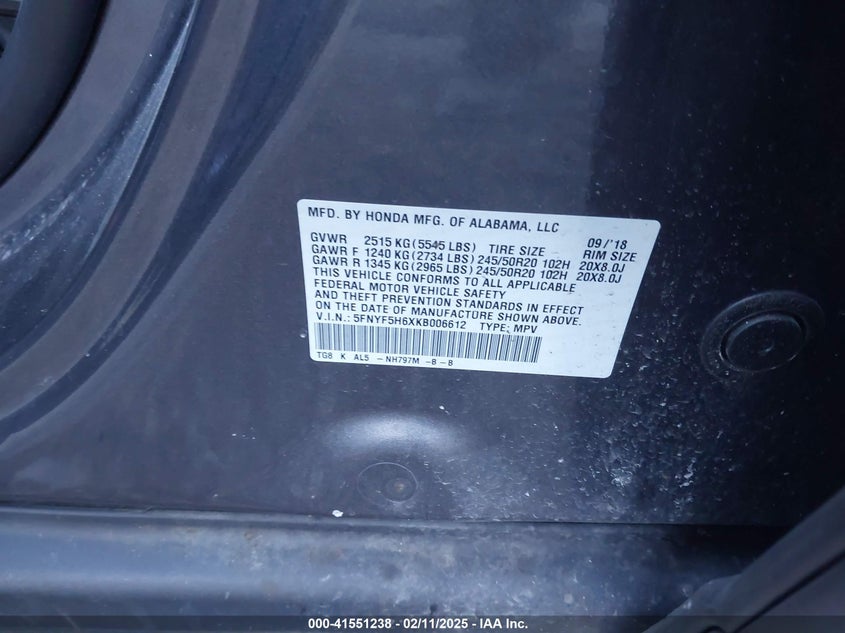 MFD. BY HONDA MFG. OF ALABAMA, LLC
GVWR 2515 KG (5545 LBS) TIRE SIZE 09/'18 RIM SIZE
GAWR F 1240 KG (2734 LBS) 245/50R20 102H 20X8.0J
GAWR R 1345 KG (2965 LBS) 245/50R20 102H 20X8.0J
THIS VEHICLE CONFORMS TO ALL APPLICABLE
FEDERAL MOTOR VEHICLE SAFETY
AND THEFT PREVENTION STANDARDS IN EFFECT
ON THE DATE OF MANUFACTURE SHOWN ABOVE.
V.I.N.: 5FNYF5H6XKB006612 TYPE: MPV
TG8 K AL5 -NH797M -B-B
000-41551238 - 02/11/2025 - IAA Inc.